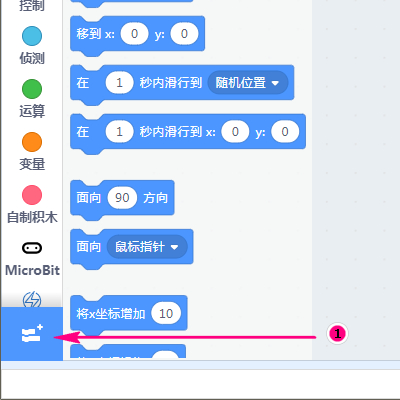 控制
侦测
运算
变量
自制积木
MicroBit
移到 x: 0 y: 0
在 1 秒内滑行到 随机位置
在 1 秒内滑行到 x: 0 y: 0
面向 90 方向
面向 鼠标指针
将x坐标增加 10
1